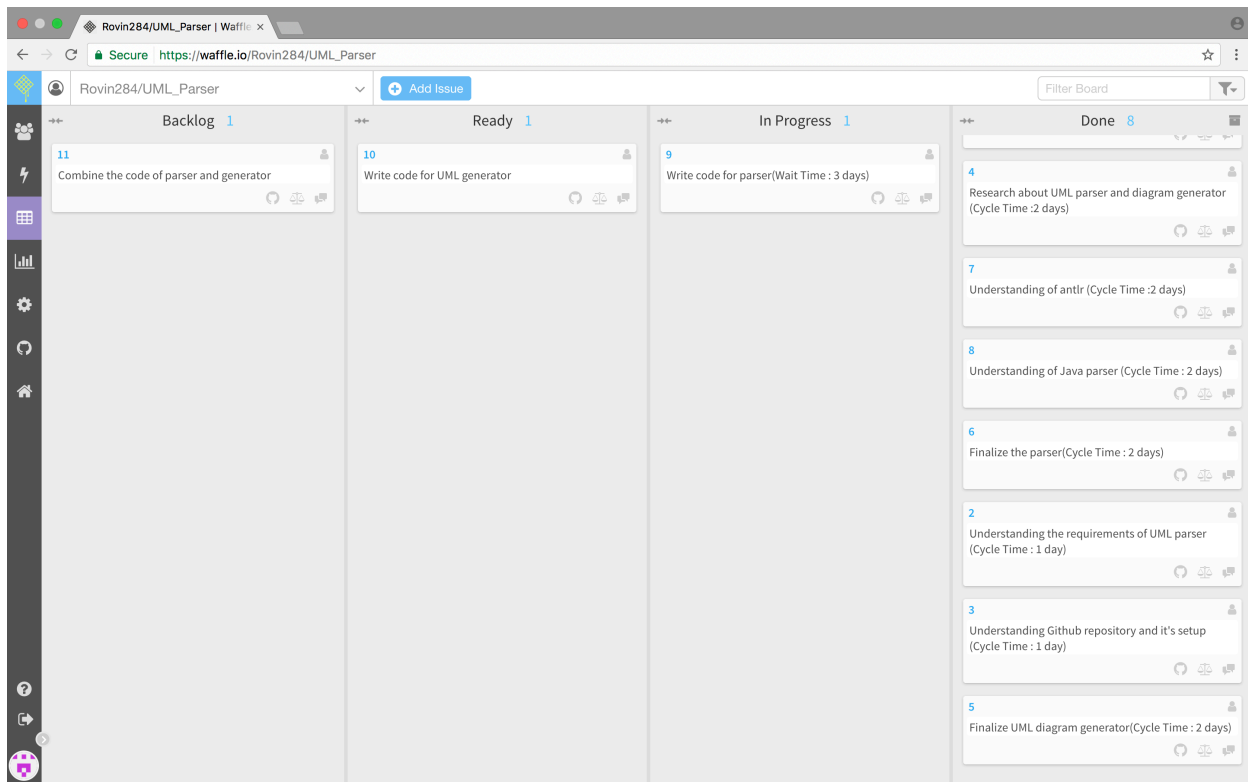 Rovin284/UML_Parser | Waffle
Secure https://waffle.io/Rovin284/UML_Parser
Rovin284/UML_Parser
Add Issue
Filter Board
Backlog 1
11
Combine the code of parser and generator
Ready 1
10
Write code for UML generator
In Progress 1
9
Write code for parser(Wait Time : 3 days)
Done 8
4
Research about UML parser and diagram generator
(Cycle Time :2 days)
7
Understanding of antlr (Cycle Time :2 days)
8
Understanding of Java parser (Cycle Time : 2 days)
6
Finalize the parser(Cycle Time : 2 days)
2
Understanding the requirements of UML parser
(Cycle Time : 1 day)
3
Understanding Github repository and it's setup
(Cycle Time : 1 day)
5
Finalize UML diagram generator(Cycle Time : 2 days)